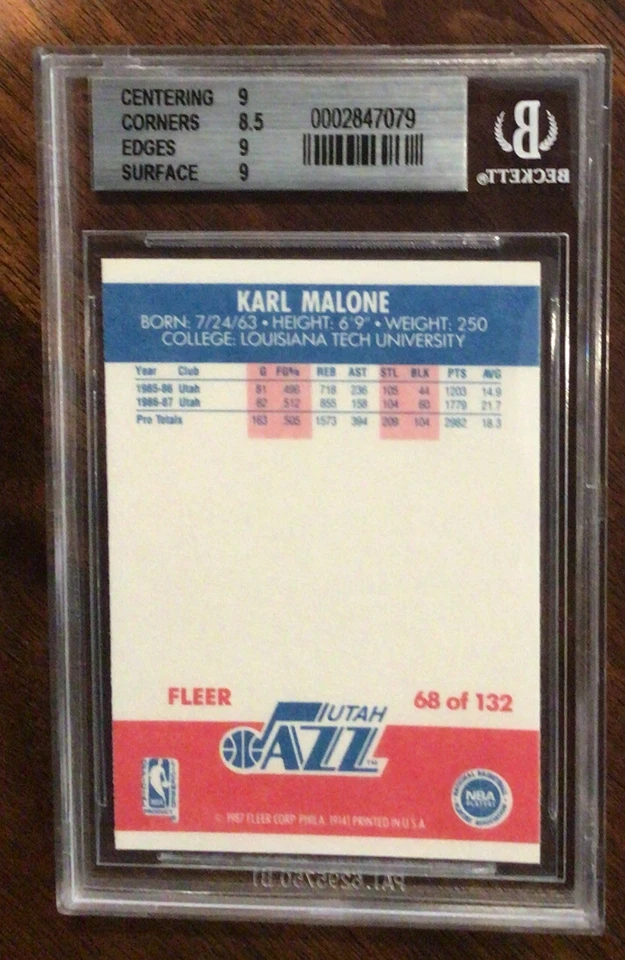 CENTERING 9
CORNERS 8.5
EDGES 9
SURFACE 9
0002847079
BECKETT®
KARL MALONE
BORN: 7/24/63 • HEIGHT: 6'9" • WEIGHT: 250
COLLEGE: LOUISIANA TECH UNIVERSITY
Year Club G FG% REB AST STL BLK PTS AVG
1985-86 Utah 81 .496 718 236 105 44 1203 14.9
1986-87 Utah 82 .512 855 158 104 60 1779 21.7
Pro Totals 163 .505 1573 394 209 104 2982 18.3
FLEER
68 of 132
UTAH
JAZZ
TM
NBA
PLAYERS
© 1987 FLEER CORP. PHILA. 19141 PRINTED IN U.S.A.